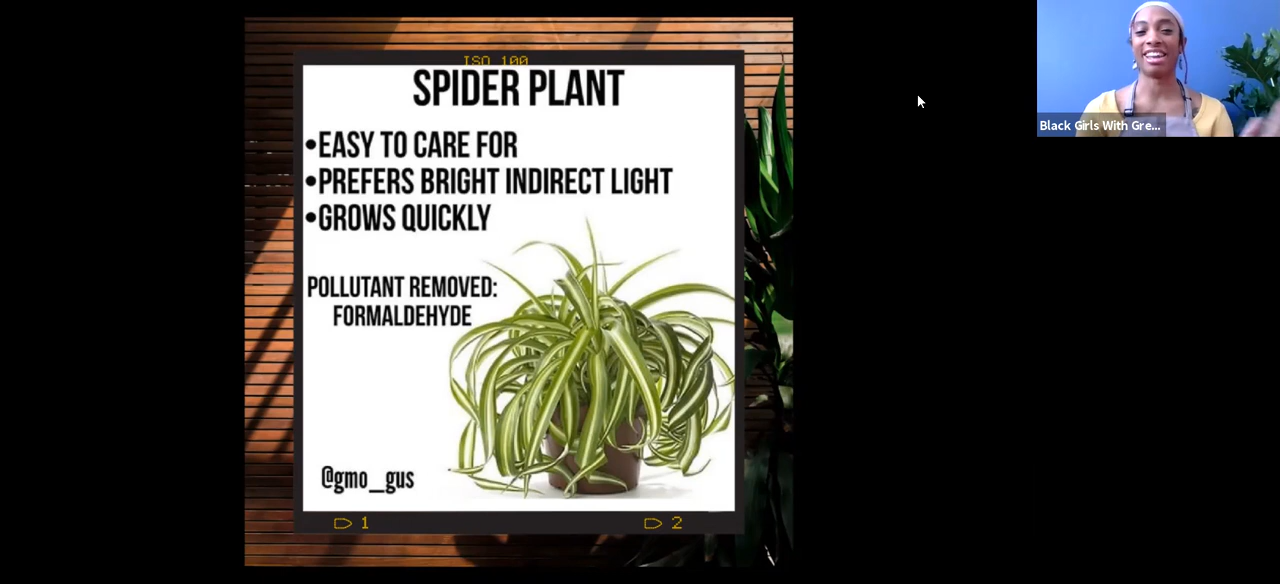 ISO 100
SPIDER PLANT
•EASY TO CARE FOR
•PREFERS BRIGHT INDIRECT LIGHT
•GROWS QUICKLY
POLLUTANT REMOVED:
FORMALDEHYDE
@gmo_gus
1
2
Black Girls With Gre...